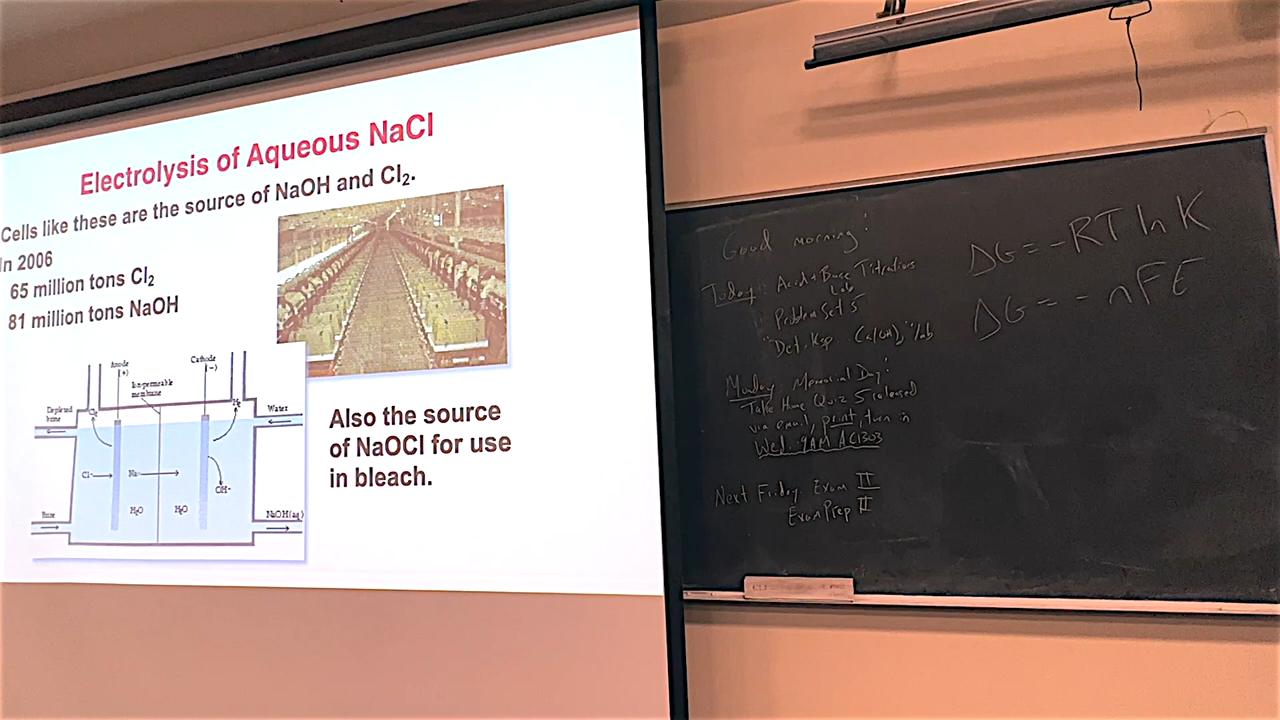 Electrolysis of Aqueous NaCl
Cells like these are the source of NaOH and Cl₂.
In 2006
65 million tons Cl₂
81 million tons NaOH
Anode
(+)
Cathode
(-)
Ion-permeable
membrane
Depleted
brine
Cl₂
H₂
Water
Cl-
Na+
OH-
H₂O
H₂O
Brine
NaOH(aq)
Also the source
of NaOCl for use
in bleach.
Good morning!
Today: Acid + Base Titrations
Lab
Problem Set 5
"Det. Ksp Ca(OH)₂" lab
Monday Memorial Day!
Take Home Quiz 5 released
via email, print, turn in
Wed. 9AM AC1303
Next Friday Exam II
Exam Prep II
ΔG = -RT ln K
ΔG = - nFE